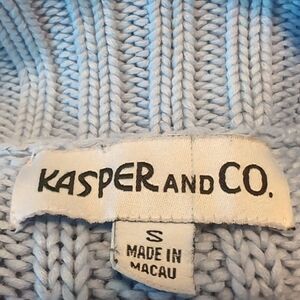 KASPER AND CO.
S
MADE IN
MACAU